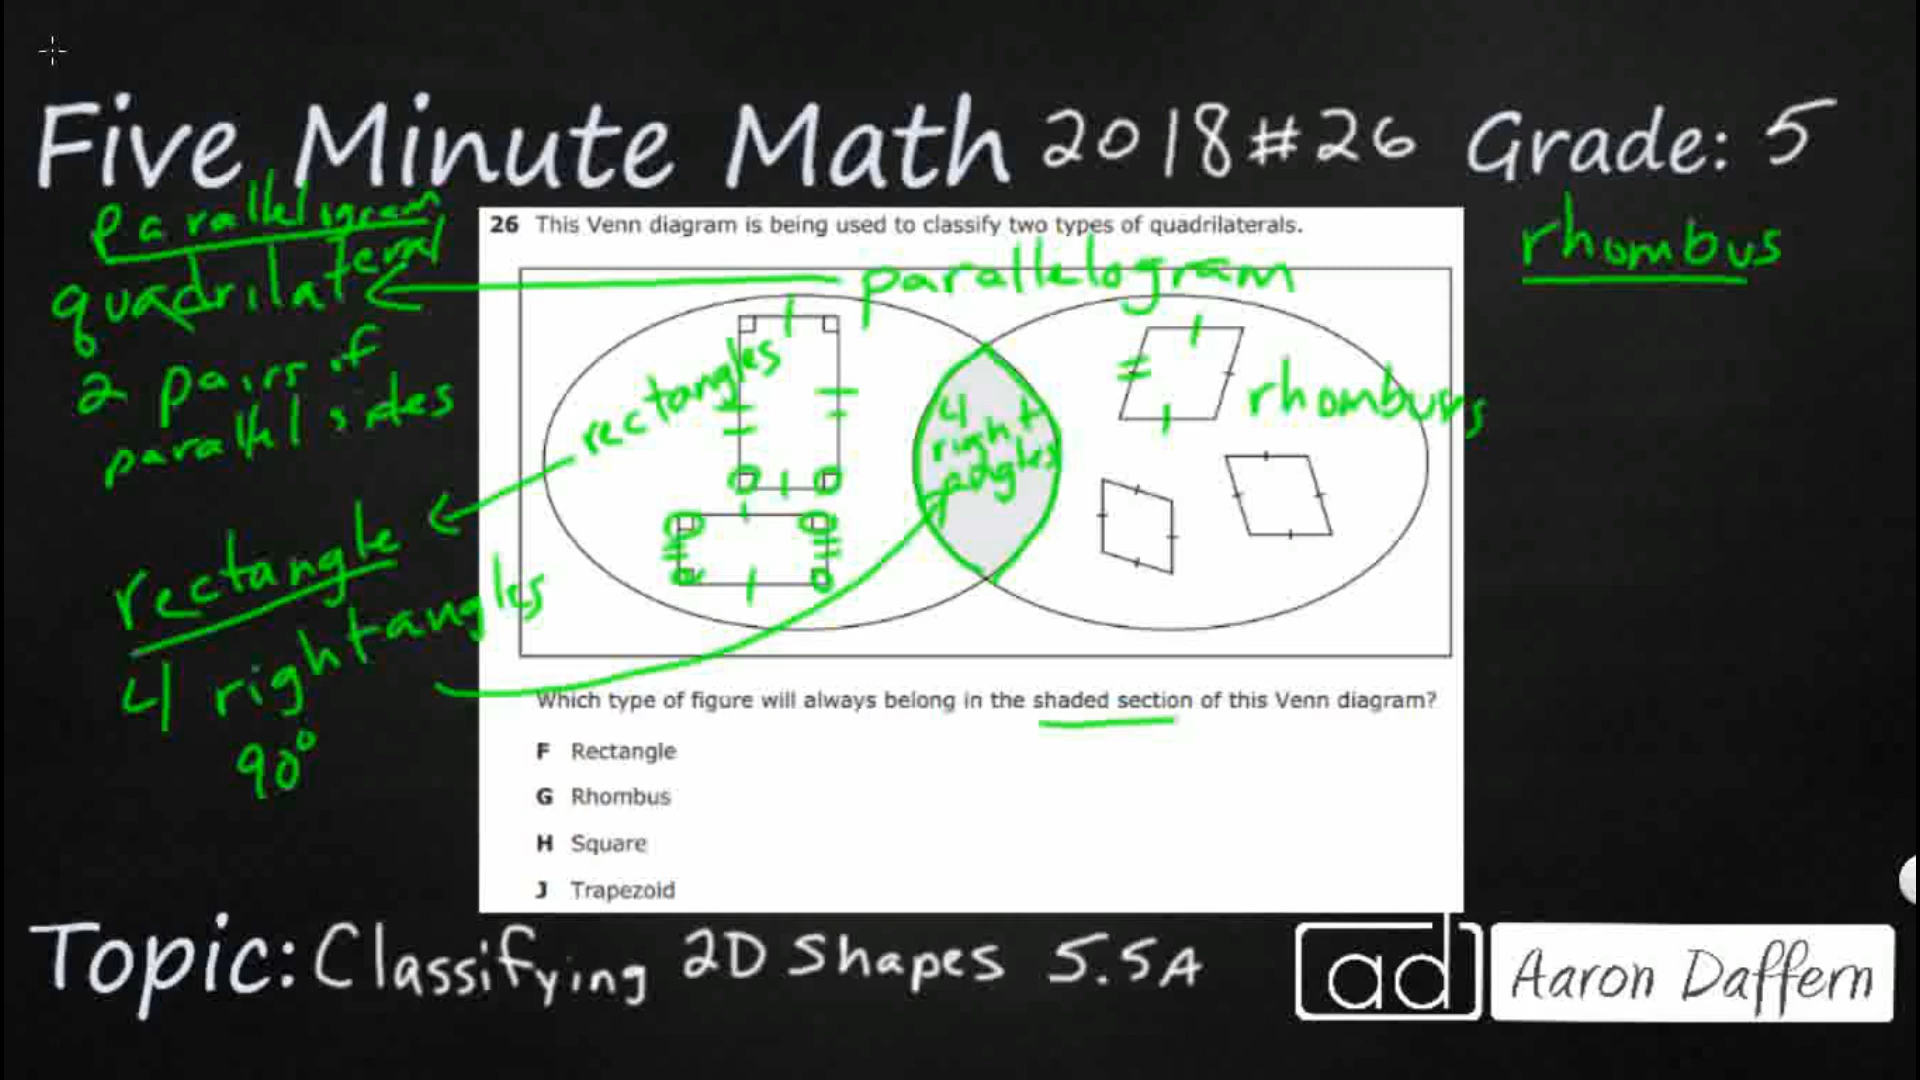 Five Minute Math 2018 #26 Grade: 5
parallelogram
quadrilateral
2 pairs of
parallel sides
rectangle
4 right angles
90°
rhombus
26 This Venn diagram is being used to classify two types of quadrilaterals.
parallelogram
rectangles
4
right
angles
rhombus
Which type of figure will always belong in the shaded section of this Venn diagram?
F Rectangle
G Rhombus
H Square
J Trapezoid
Topic: Classifying 2D Shapes 5.5A
ad Aaron Daffern